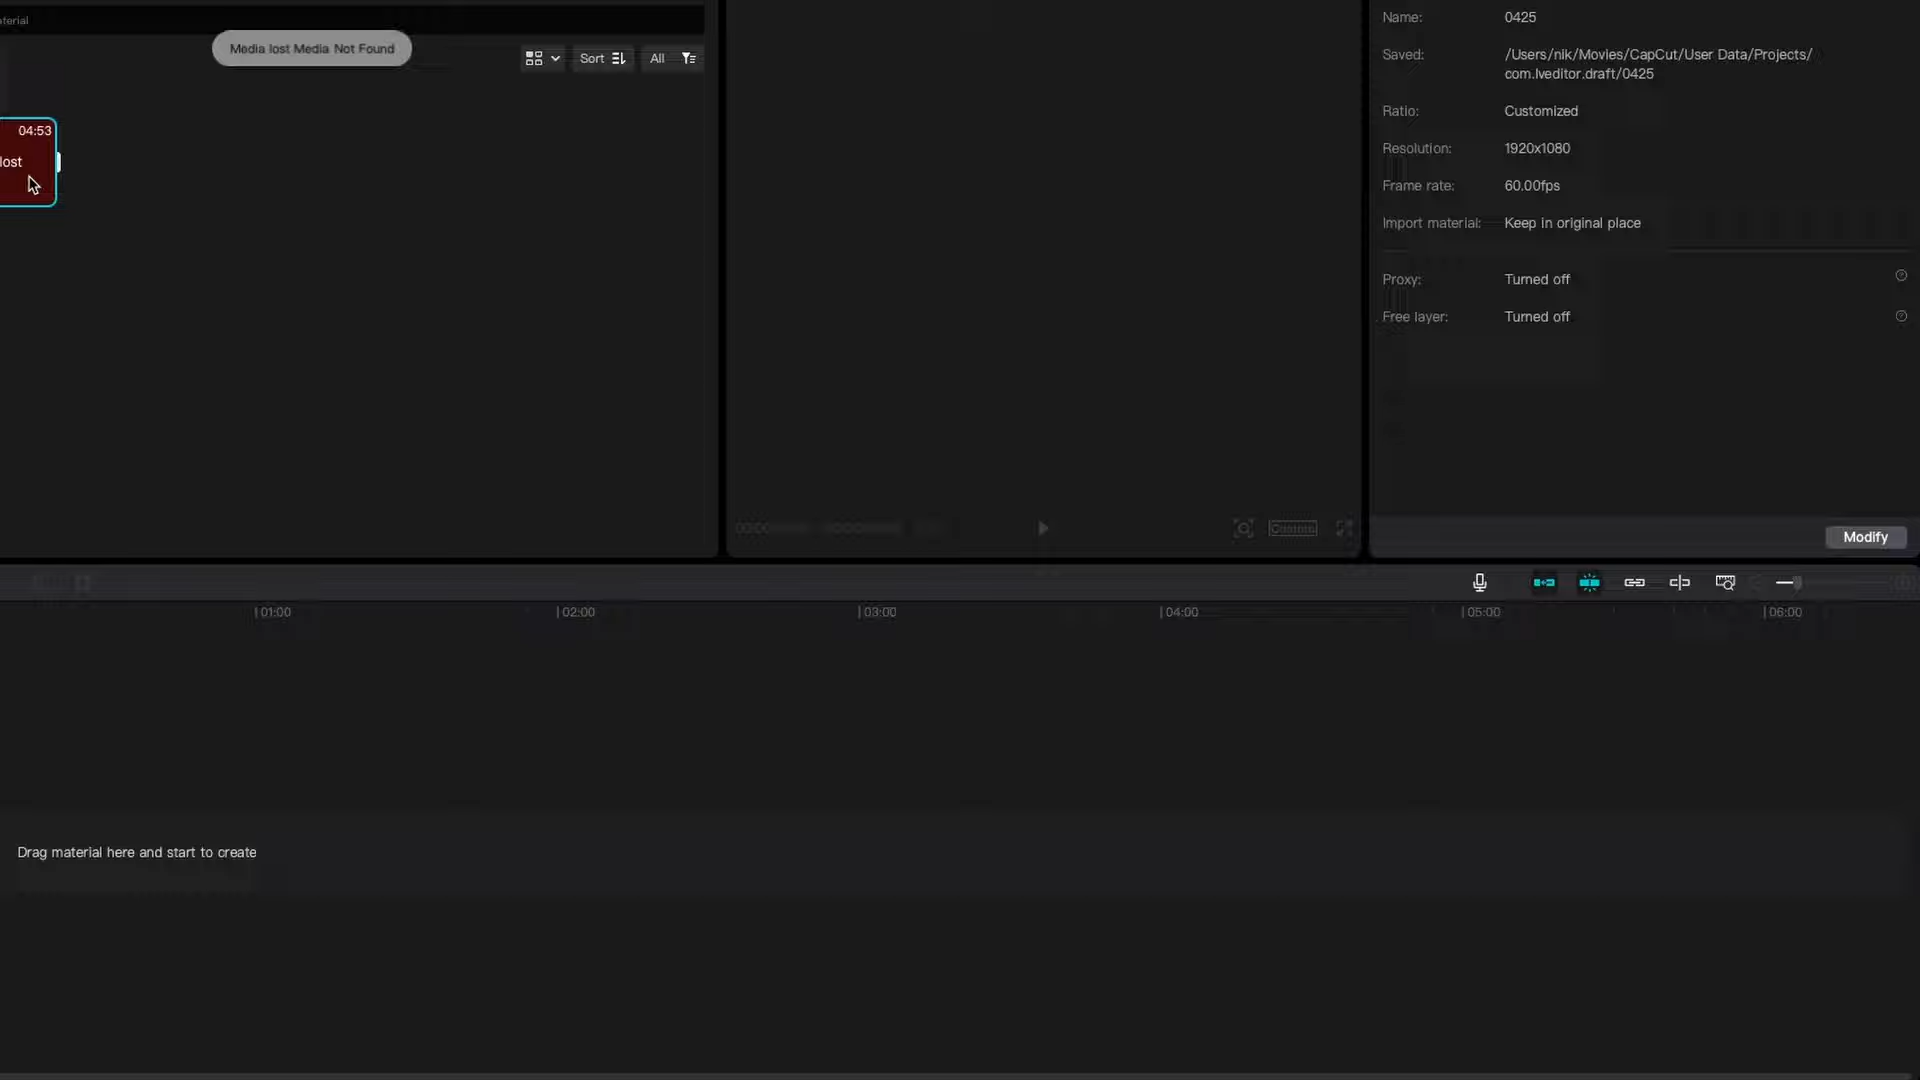 aterial
Media lost Media Not Found
Sort
All
04:53
lost
Name: 0425
Saved: /Users/nik/Movies/CapCut/User Data/Projects/
com.lveditor.draft/0425
Ratio: Customized
Resolution: 1920x1080
Frame rate: 60.00fps
Import material: Keep in original place
Proxy: Turned off
Free layer: Turned off
Modify
01:00 02:00 03:00 04:00 05:00 06:00
Drag material here and start to create